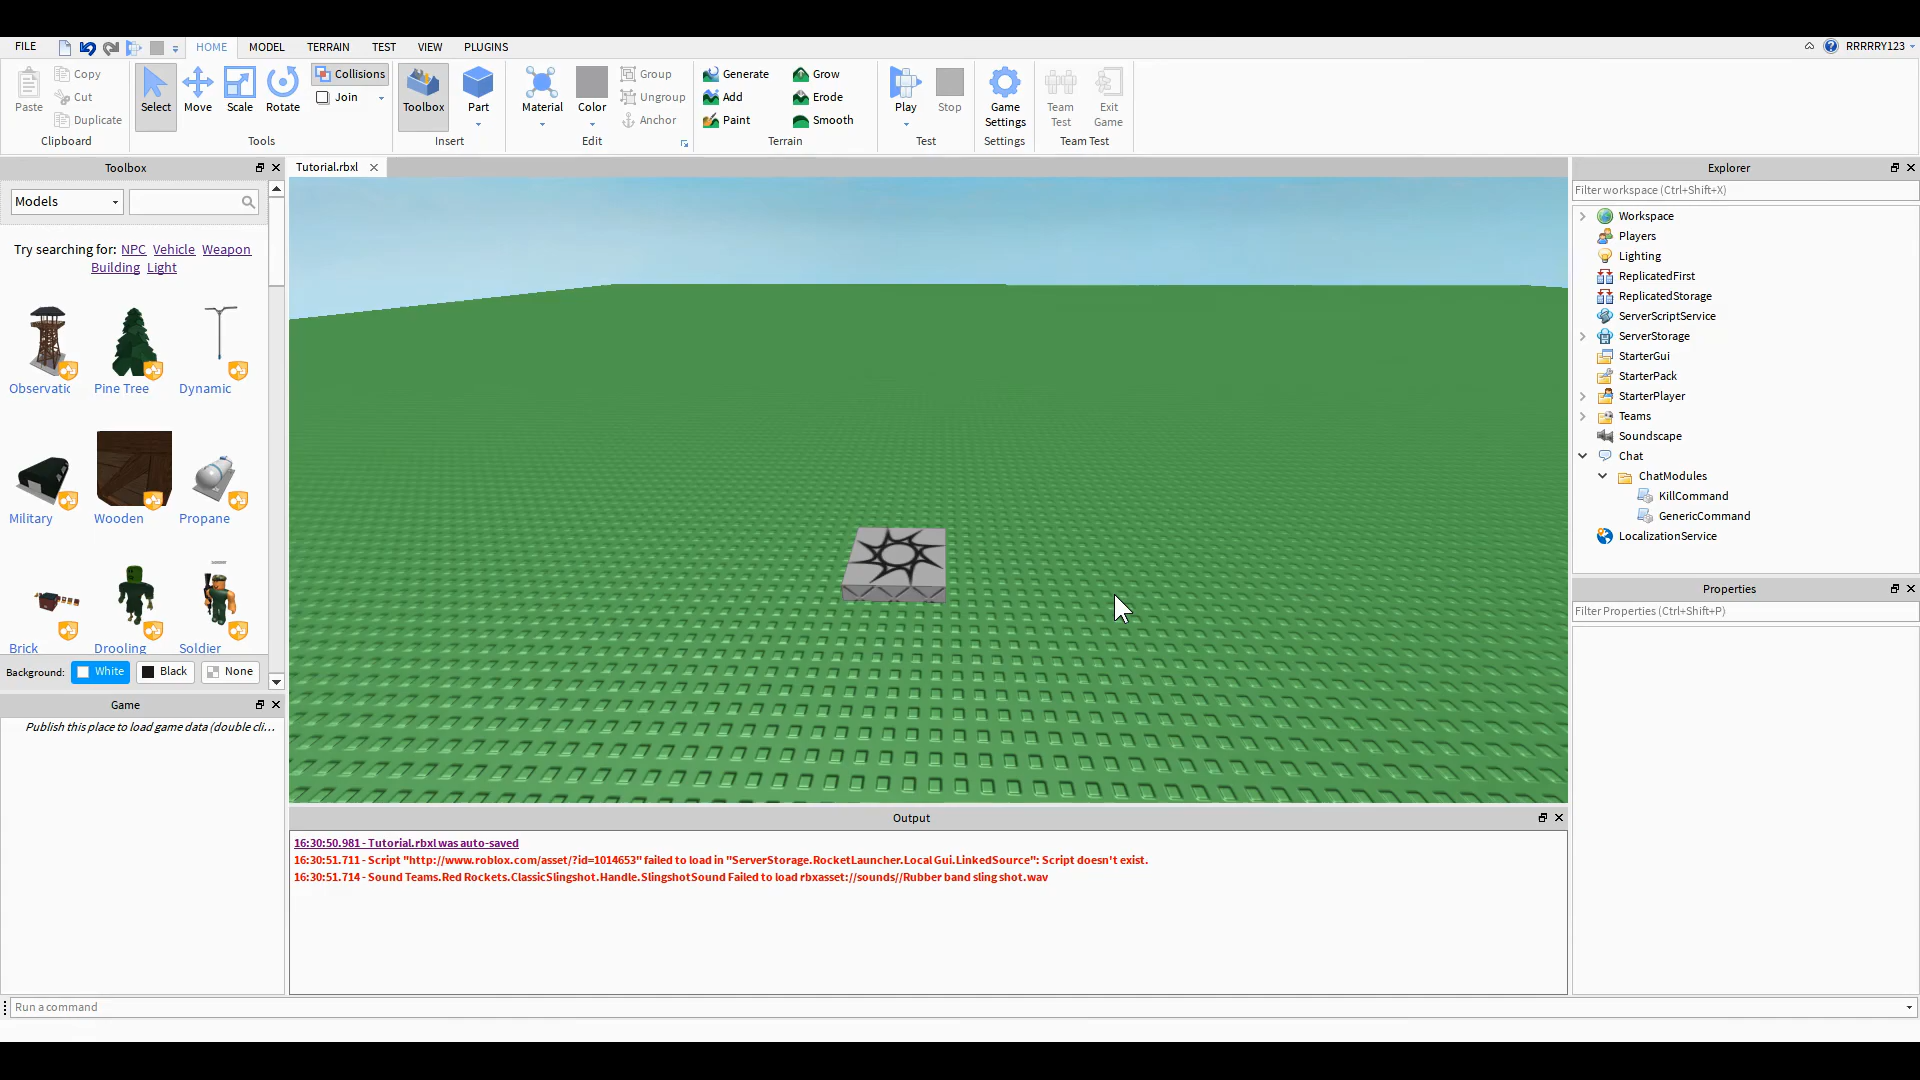 FILE HOME MODEL TERRAIN TEST VIEW PLUGINS RRRRRY123
Paste Copy Cut Duplicate
Clipboard
Select Move Scale Rotate Collisions Join
Tools
Toolbox Part
Insert
Material Color Group Ungroup Anchor
Edit
Generate Grow
Add Erode
Paint Smooth
Terrain
Play Stop
Test
Game Settings
Settings
Team Test Exit Game
Team Test
Toolbox
Models
Try searching for: NPC Vehicle Weapon
Building Light
Observatic Pine Tree Dynamic
Military Wooden Propane
Brick Drooling Soldier
Background: White Black None
Game
Publish this place to load game data (double cli...
Tutorial.rbxl
Output
16:30:50.981 - Tutorial.rbxl was auto-saved
16:30:51.711 - Script "http://www.roblox.com/asset/?id=1014653" failed to load in "ServerStorage.RocketLauncher.Local Gui.LinkedSource": Script doesn't exist.
16:30:51.714 - Sound Teams.Red Rockets.ClassicSlingshot.Handle.SlingshotSound Failed to load rbxasset://sounds//Rubber band sling shot.wav
Explorer
Filter workspace (Ctrl+Shift+X)
Workspace
Players
Lighting
ReplicatedFirst
ReplicatedStorage
ServerScriptService
ServerStorage
StarterGui
StarterPack
StarterPlayer
Teams
Soundscape
Chat
ChatModules
KillCommand
GenericCommand
LocalizationService
Properties
Filter Properties (Ctrl+Shift+P)
Run a command